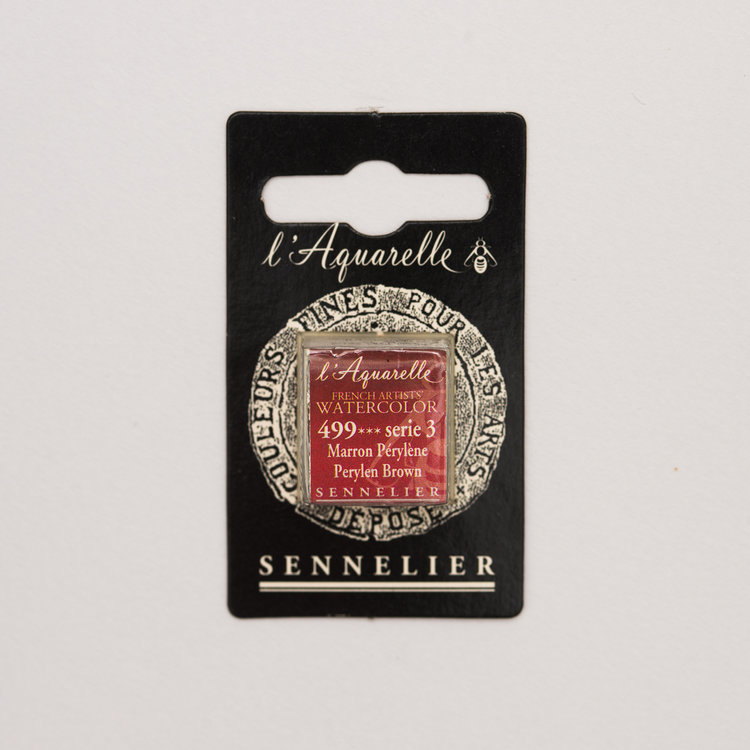 l'Aquarelle
COULEURS FINES POUR LES ARTS
l'Aquarelle
FRENCH ARTISTS'
WATERCOLOR
499*** serie 3
Marron Pérylène
Perylen Brown
SENNELIER
DÉPOSÉ
SENNELIER